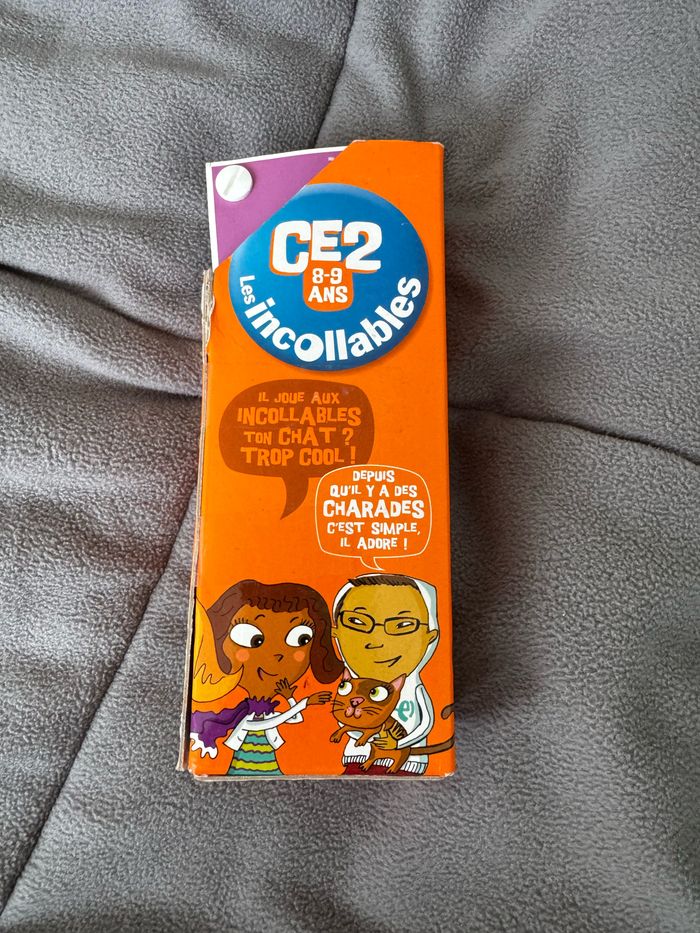 CE2
8-9
ANS
Les incollables
IL JOUE AUX
INCOLLABLES
TON CHAT ?
TROP COOL !
DEPUIS
QU'IL Y A DES
CHARADES
C'EST SIMPLE,
IL ADORE !